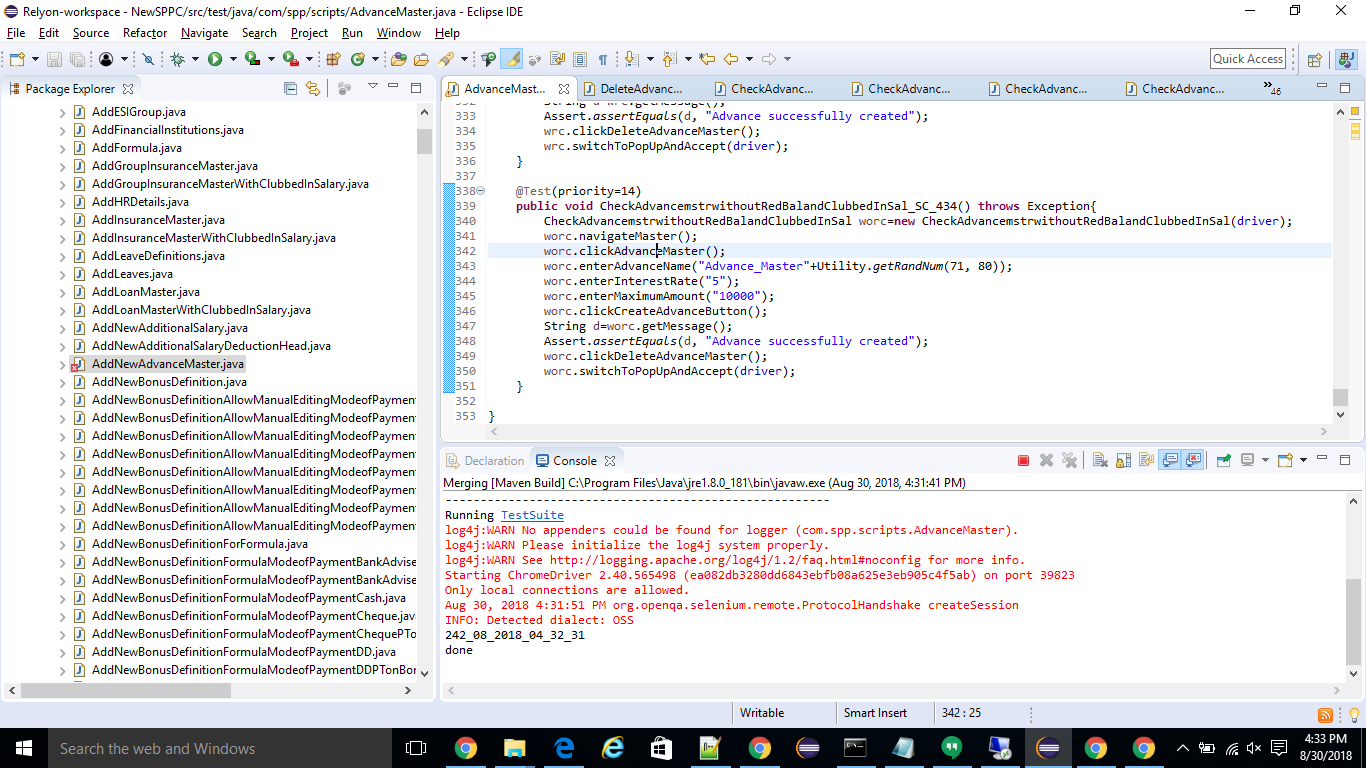 Relyon-workspace - NewSPPC/src/test/java/com/spp/scripts/AdvanceMaster.java - Eclipse IDE
File Edit Source Refactor Navigate Search Project Run Window Help
Quick Access
Package Explorer
AddESIGroup.java
AddFinancialInstitutions.java
AddFormula.java
AddGroupInsuranceMaster.java
AddGroupInsuranceMasterWithClubbedInSalary.java
AddHRDetails.java
AddInsuranceMaster.java
AddInsuranceMasterWithClubbedInSalary.java
AddLeaveDefinitions.java
AddLeaves.java
AddLoanMaster.java
AddLoanMasterWithClubbedInSalary.java
AddNewAdditionalSalary.java
AddNewAdditionalSalaryDeductionHead.java
AddNewAdvanceMaster.java
AddNewBonusDefinition.java
AddNewBonusDefinitionAllowManualEditingModeofPayment
AddNewBonusDefinitionAllowManualEditingModeofPayment
AddNewBonusDefinitionAllowManualEditingModeofPayment
AddNewBonusDefinitionAllowManualEditingModeofPayment
AddNewBonusDefinitionAllowManualEditingModeofPayment
AddNewBonusDefinitionAllowManualEditingModeofPayment
AddNewBonusDefinitionAllowManualEditingModeofPayment
AddNewBonusDefinitionAllowManualEditingModeofPayment
AddNewBonusDefinitionForFormula.java
AddNewBonusDefinitionFormulaModeofPaymentBankAdvise
AddNewBonusDefinitionFormulaModeofPaymentBankAdvise
AddNewBonusDefinitionFormulaModeofPaymentCash.java
AddNewBonusDefinitionFormulaModeofPaymentCheque.java
AddNewBonusDefinitionFormulaModeofPaymentChequePTo
AddNewBonusDefinitionFormulaModeofPaymentDD.java
AddNewBonusDefinitionFormulaModeofPaymentDDPTonBor
AdvanceMast... DeleteAdvanc... CheckAdvanc... CheckAdvanc... CheckAdvanc... CheckAdvanc... 46
332 String d=wrc.getMessage();
333 Assert.assertEquals(d, "Advance successfully created");
334 wrc.clickDeleteAdvanceMaster();
335 wrc.switchToPopUpAndAccept(driver);
336 }
337
338 @Test(priority=14)
339 public void CheckAdvancemstrwithoutRedBalandClubbedInSal_SC_434() throws Exception{
340 CheckAdvancemstrwithoutRedBalandClubbedInSal worc=new CheckAdvancemstrwithoutRedBalandClubbedInSal(driver);
341 worc.navigateMaster();
342 worc.clickAdvanceMaster();
343 worc.enterAdvanceName("Advance_Master"+Utility.getRandNum(71, 80));
344 worc.enterInterestRate("5");
345 worc.enterMaximumAmount("10000");
346 worc.clickCreateAdvanceButton();
347 String d=worc.getMessage();
348 Assert.assertEquals(d, "Advance successfully created");
349 worc.clickDeleteAdvanceMaster();
350 worc.switchToPopUpAndAccept(driver);
351 }
352
353 }
Declaration Console
Merging [Maven Build] C:\Program Files\Java\jre1.8.0_181\bin\javaw.exe (Aug 30, 2018, 4:31:41 PM)
-------------------------------------------------------
Running TestSuite
log4j:WARN No appenders could be found for logger (com.spp.scripts.AdvanceMaster).
log4j:WARN Please initialize the log4j system properly.
log4j:WARN See http://logging.apache.org/log4j/1.2/faq.html#noconfig for more info.
Starting ChromeDriver 2.40.565498 (ea082db3280dd6843ebfb08a625e3eb905c4f5ab) on port 39823
Only local connections are allowed.
Aug 30, 2018 4:31:51 PM org.openqa.selenium.remote.ProtocolHandshake createSession
INFO: Detected dialect: OSS
242_08_2018_04_32_31
done
Writable Smart Insert 342 : 25
Search the web and Windows
4:33 PM
8/30/2018